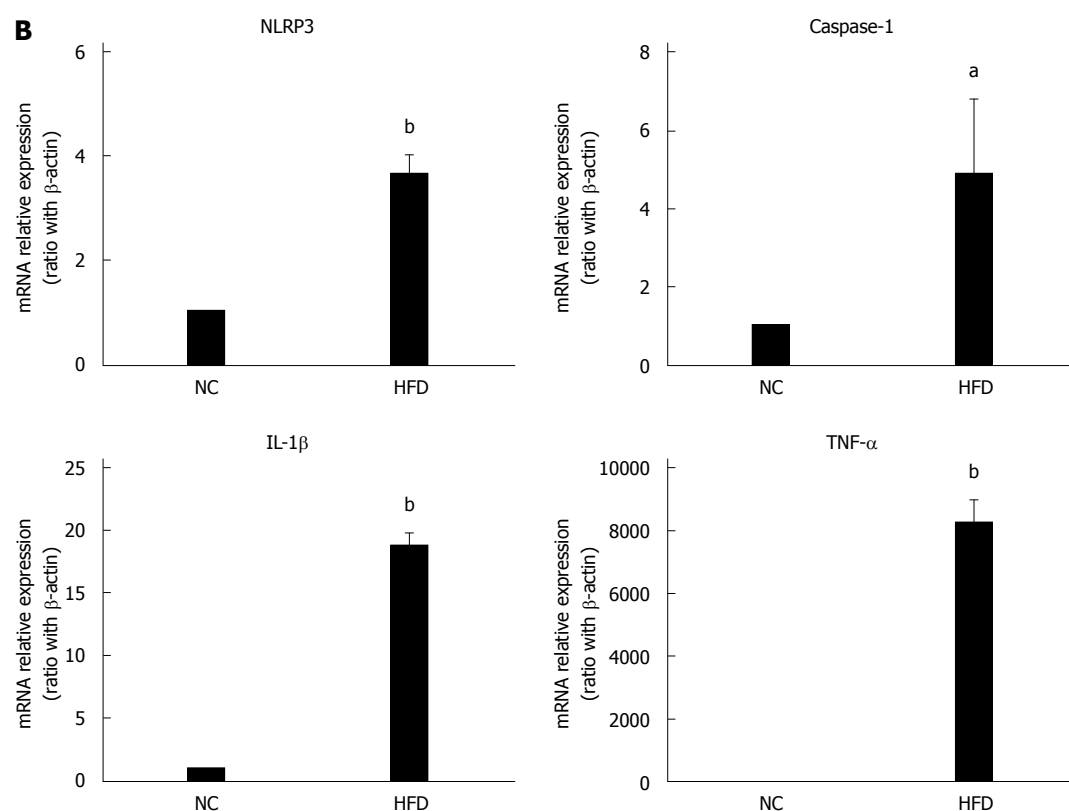 B
NLRP3
mRNA relative expression
(ratio with β-actin)
6
4
2
0
b
NC
HFD
Caspase-1
mRNA relative expression
(ratio with β-actin)
8
6
4
2
0
a
NC
HFD
IL-1β
mRNA relative expression
(ratio with β-actin)
25
20
15
10
5
0
b
NC
HFD
TNF-α
mRNA relative expression
(ratio with β-actin)
10000
8000
6000
4000
2000
0
b
NC
HFD